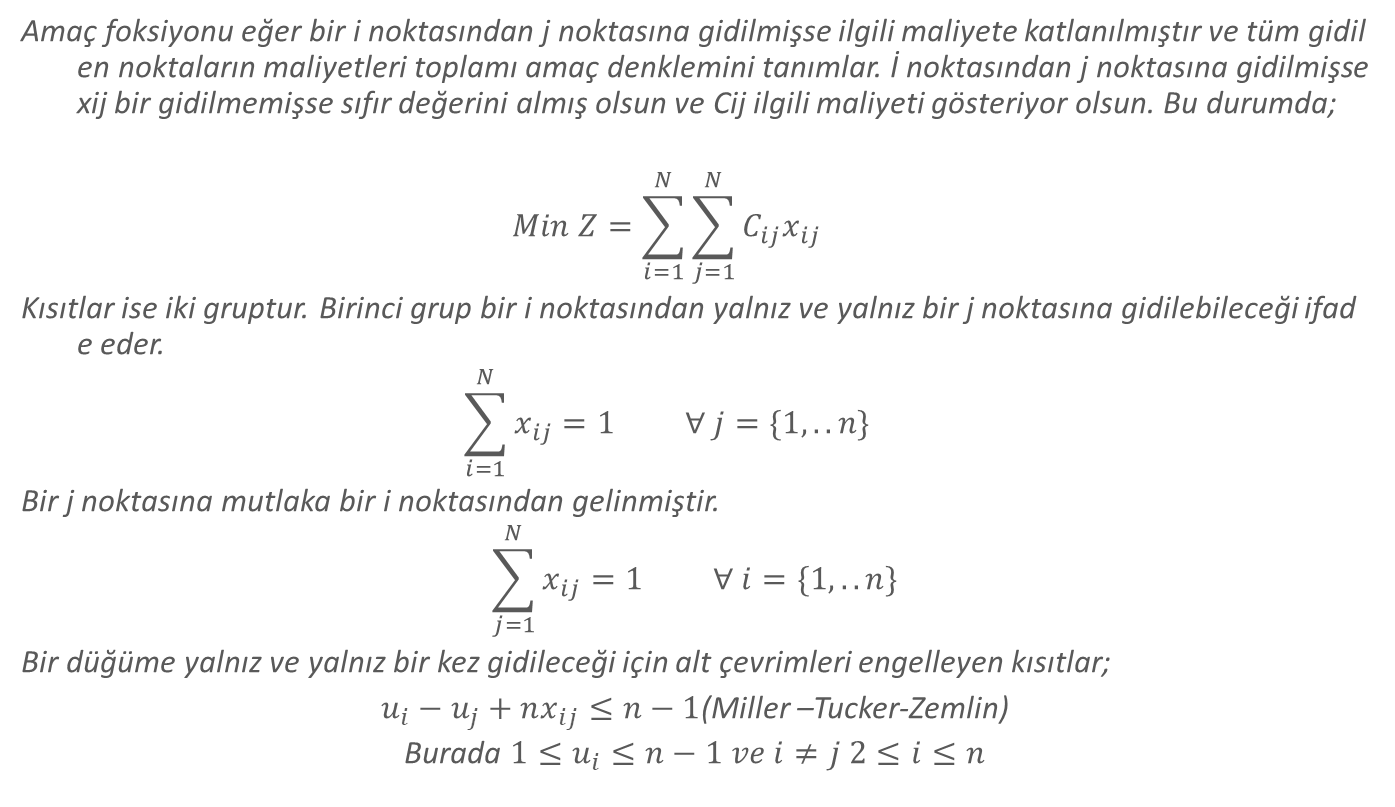 Amaç foksiyonu eğer bir i noktasından j noktasına gidilmişse ilgili maliyete katlanılmıştır ve tüm gidil
en noktaların maliyetleri toplamı amaç denklemini tanımlar. İ noktasından j noktasına gidilmişse
xij bir gidilmemişse sıfır değerini almış olsun ve Cij ilgili maliyeti gösteriyor olsun. Bu durumda;
Min Z = ∑_{i=1}^{N} ∑_{j=1}^{N} C_{ij}x_{ij}
Kısıtlar ise iki gruptur. Birinci grup bir i noktasından yalnız ve yalnız bir j noktasına gidilebileceği ifad
e eder.
∑_{i=1}^{N} x_{ij} = 1 ∀ j = {1,..n}
Bir j noktasına mutlaka bir i noktasından gelinmiştir.
∑_{j=1}^{N} x_{ij} = 1 ∀ i = {1,..n}
Bir düğüme yalnız ve yalnız bir kez gidileceği için alt çevrimleri engelleyen kısıtlar;
u_i − u_j + nx_{ij} ≤ n − 1(Miller –Tucker-Zemlin)
Burada 1 ≤ u_i ≤ n − 1 ve i ≠ j 2 ≤ i ≤ n